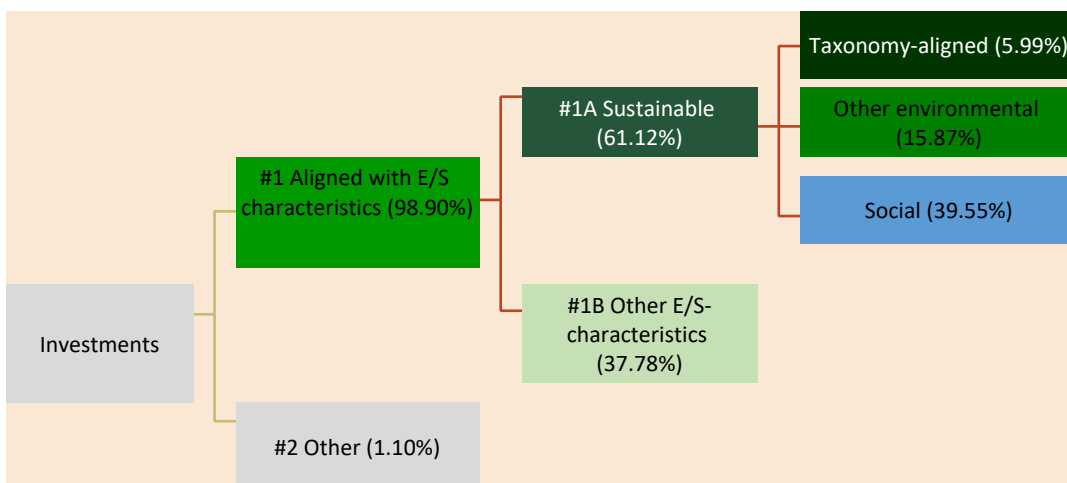 Taxonomy-aligned (5.99%)
#1A Sustainable
(61.12%)
Other environmental
(15.87%)
#1 Aligned with E/S
characteristics (98.90%)
Social (39.55%)
#1B Other E/S-
characteristics
(37.78%)
Investments
#2 Other (1.10%)